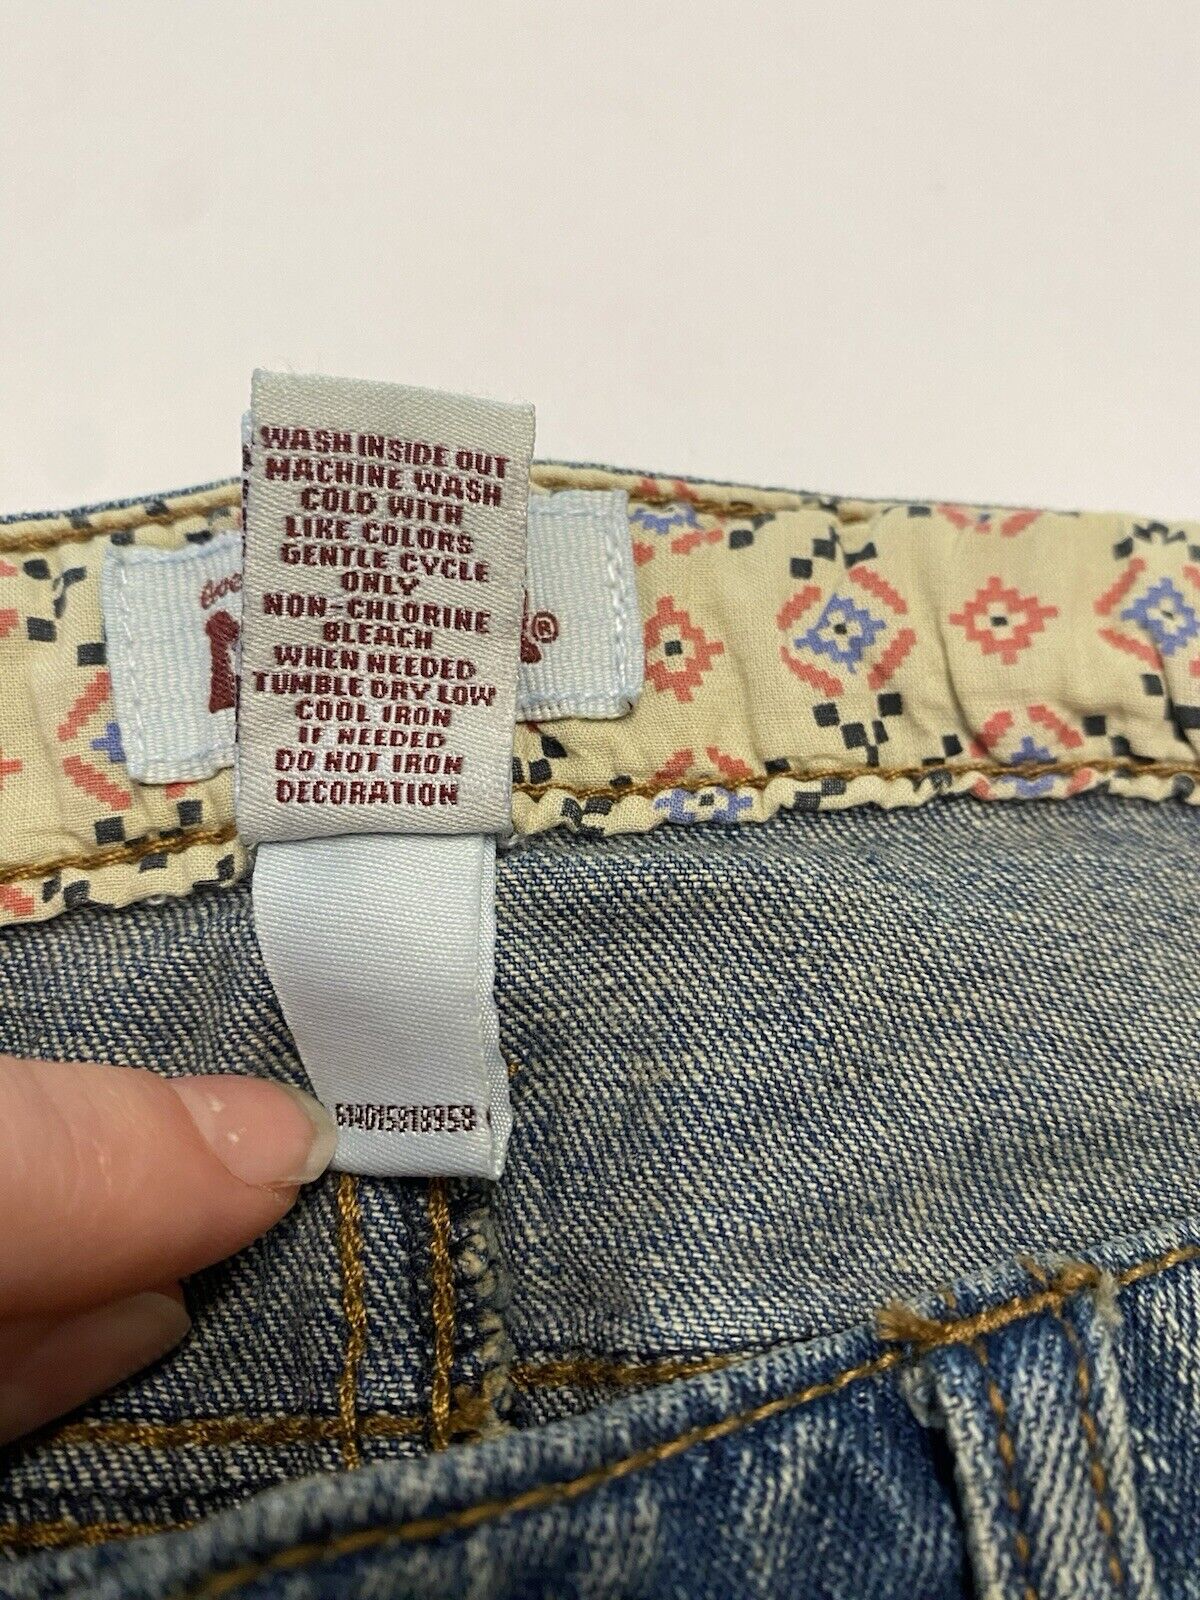 WASH INSIDE OUT
MACHINE WASH
COLD WITH
LIKE COLORS
GENTLE CYCLE
ONLY
NON-CHLORINE
BLEACH
WHEN NEEDED
TUMBLE DRY LOW
COOL IRON
IF NEEDED
DO NOT IRON
DECORATION
®
614015818958